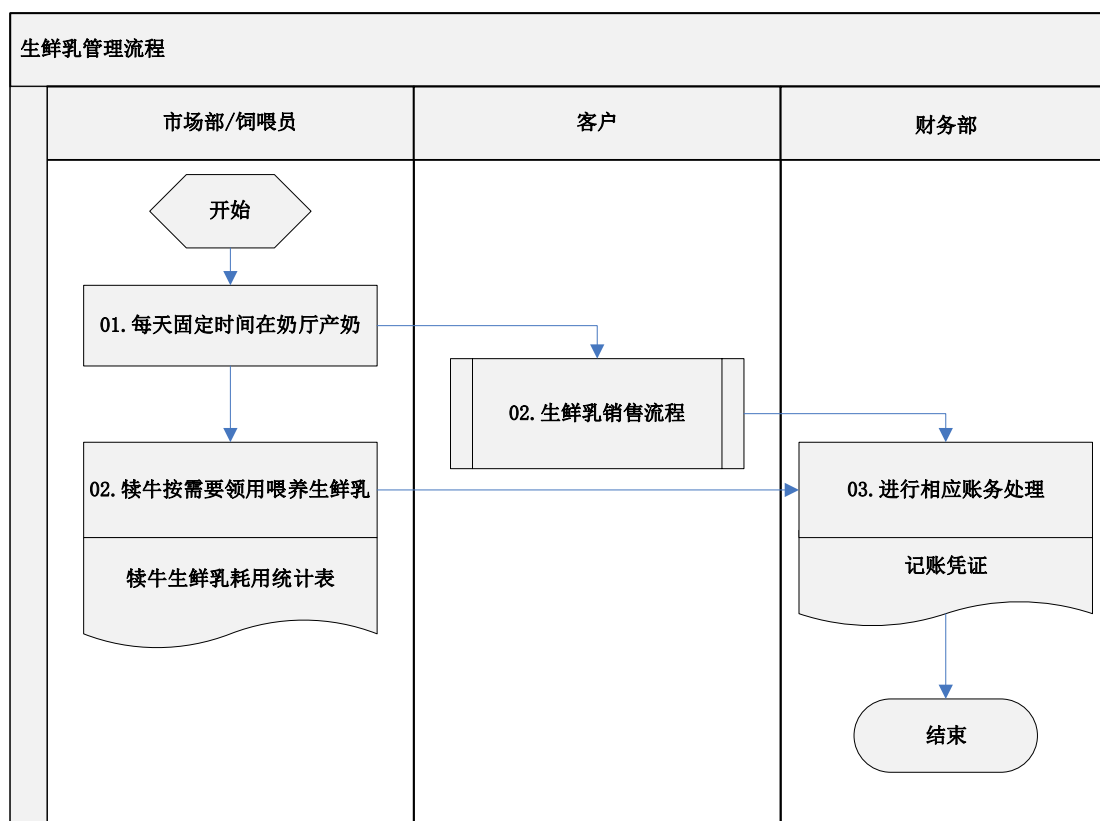 生鲜乳管理流程
市场部/饲喂员
客户
财务部
开始
01.每天固定时间在奶厅产奶
02.生鲜乳销售流程
02.犊牛按需要领用喂养生鲜乳
03.进行相应账务处理
犊牛生鲜乳耗用统计表
记账凭证
结束